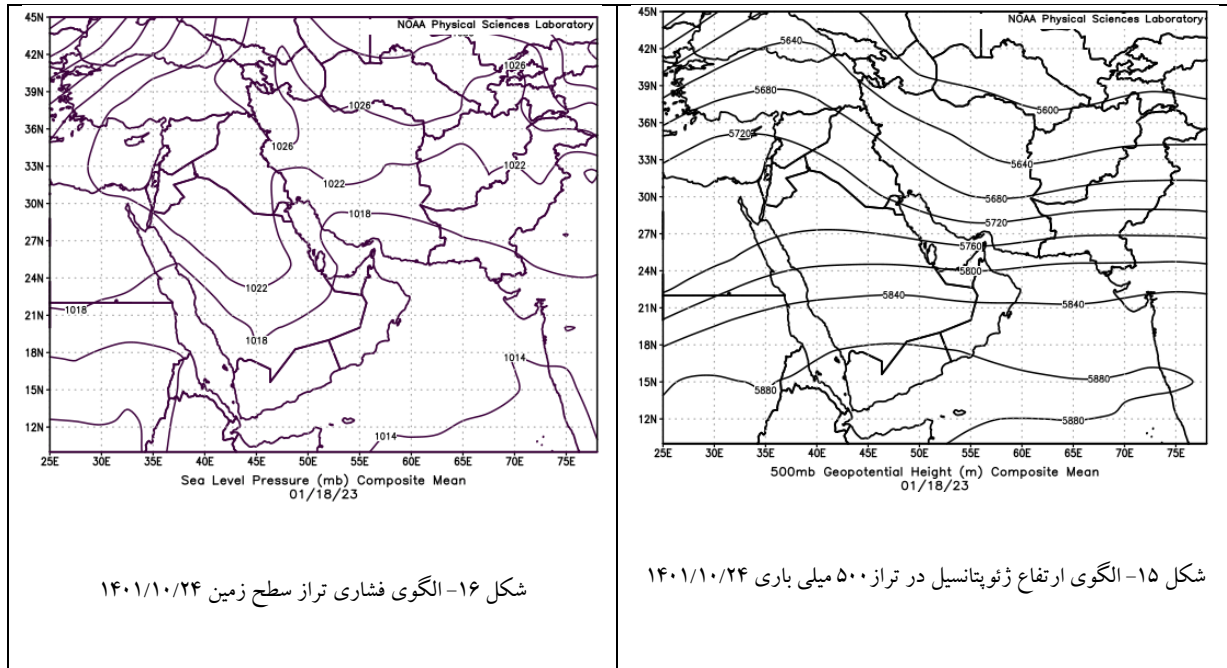 NOAA Physical Sciences Laboratory
45N
42N
39N
36N
33N
30N
27N
24N
21N
18N
15N
12N
5640
5600
5680
5720
5640
5680
5720
5760
5800
5840
5840
5880
5880
25E 30E 35E 40E 45E 50E 55E 60E 65E 70E 75E
500mb Geopotential Height (m) Composite Mean
01/18/23
شکل ۱۵- الگوی ارتفاع ژئوپتانسیل در تراز ۵۰۰ میلی باری ۱۴۰۱/۱۰/۲۴
NOAA Physical Sciences Laboratory
45N
42N
39N
36N
33N
30N
27N
24N
21N
18N
15N
12N
1026
1026
1026
1022
1022
1018
1022
1018
1018
1014
1014
25E 30E 35E 40E 45E 50E 55E 60E 65E 70E 75E
Sea Level Pressure (mb) Composite Mean
01/18/23
شکل ۱۶- الگوی فشاری تراز سطح زمین ۱۴۰۱/۱۰/۲۴